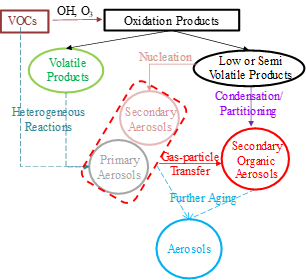 VOCs
OH, O3
Oxidation Products
Volatile
Products
Nucleation
Low or Semi
Volatile Products
Heterogeneous
Reactions
Secondary
Aerosols
Condensation/
Partitioning
Primary
Aerosols
Gas-particle
Transfer
Secondary
Organic
Aerosols
Further Aging
Aerosols